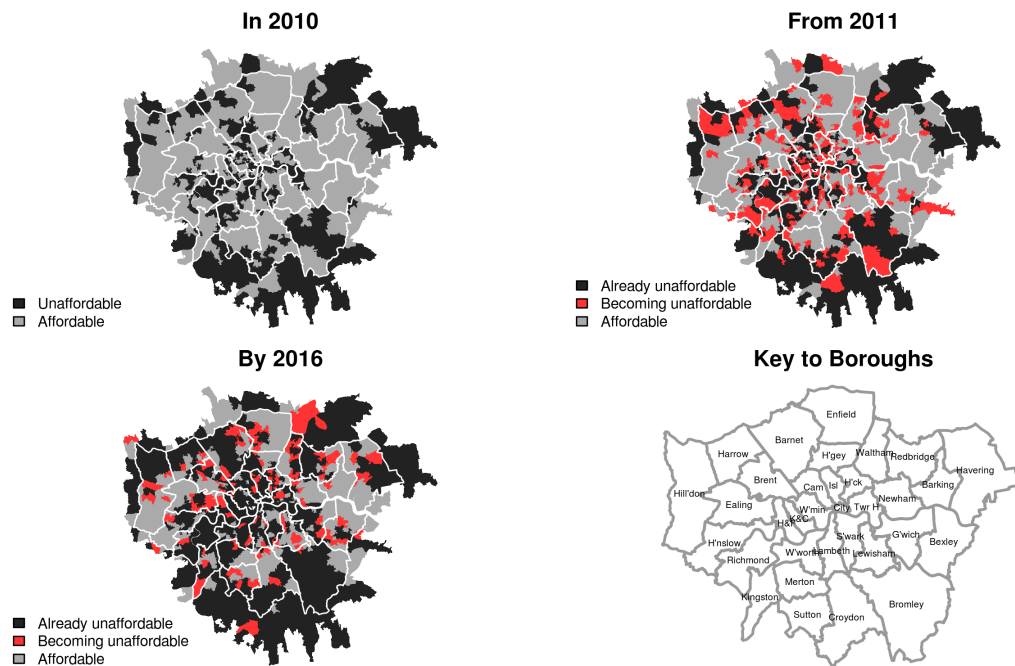 In 2010
Unaffordable
Affordable
From 2011
Already unaffordable
Becoming unaffordable
Affordable
By 2016
Already unaffordable
Becoming unaffordable
Affordable
Key to Boroughs
Enfield
Barnet
Harrow
H'gey
Waltham
Redbridge
Havering
Hill'don
Brent
Cam
Isl
H'ck
Barking
Newham
Ealing
W'min
City
Twr H
H&F
K&C
H'nslow
Richmond
W'worth
Lambeth
S'wark
Lewisham
G'wich
Bexley
Merton
Kingston
Sutton
Croydon
Bromley